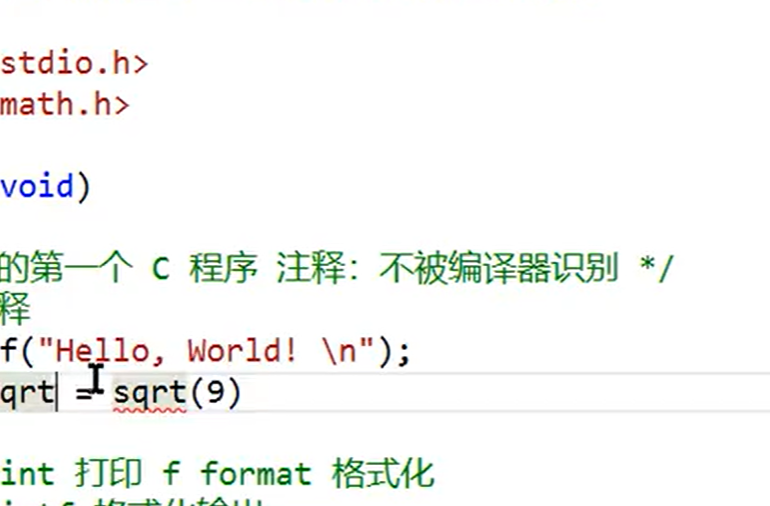 stdio.h>
math.h>
void)
的第一个 C 程序 注释: 不被编译器识别 */
释
f("Hello, World! \n");
qrt = sqrt(9)
int 打印 f format 格式化